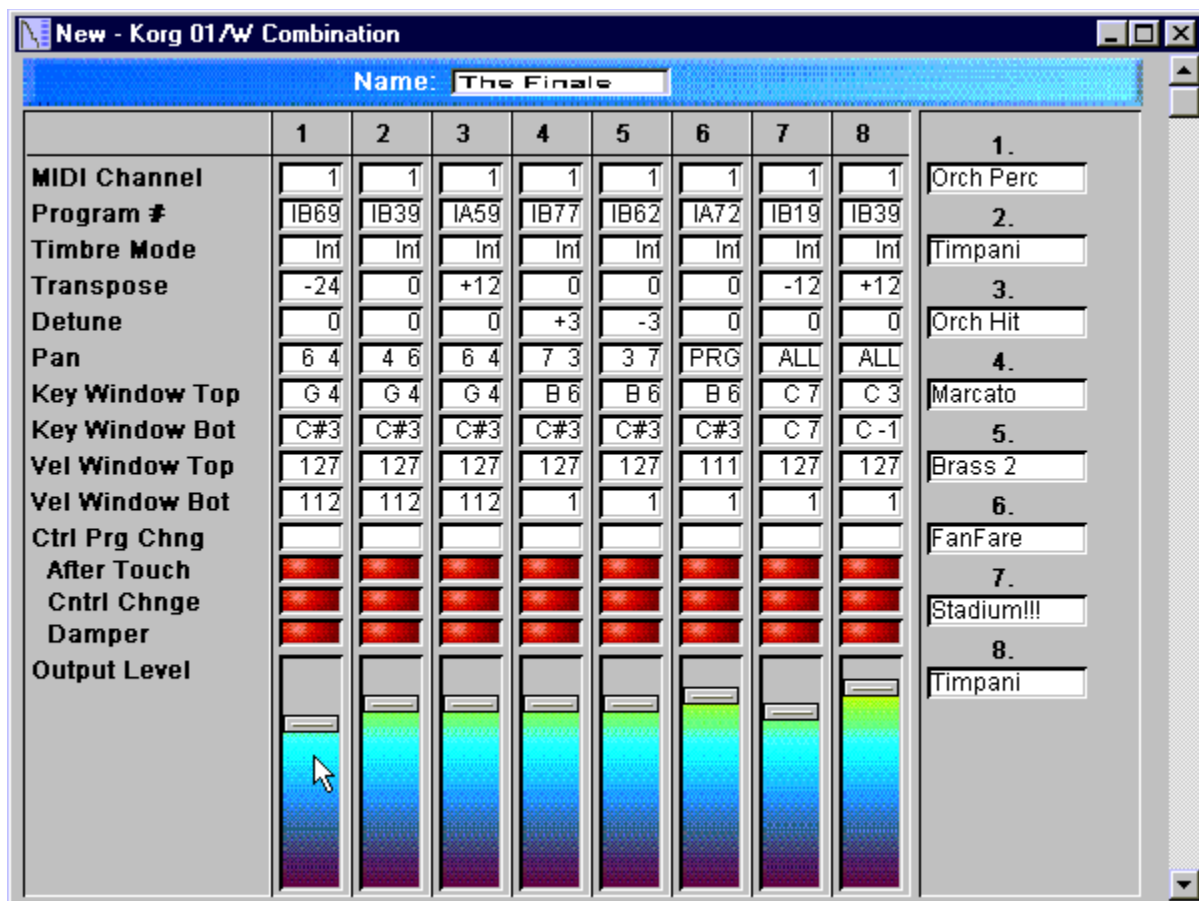 New - Korg 01/W Combination
Name: The Finale
1 2 3 4 5 6 7 8
MIDI Channel 1 1 1 1 1 1 1 1
Program # IB69 IB39 IA59 IB77 IB62 IA72 IB19 IB39
Timbre Mode Int Int Int Int Int Int Int Int
Transpose -24 0 +12 0 0 0 -12 +12
Detune 0 0 0 +3 -3 0 0 0
Pan 6 4 4 6 6 4 7 3 3 7 PRG ALL ALL
Key Window Top G 4 G 4 G 4 B 6 B 6 B 6 C 7 C 3
Key Window Bot C#3 C#3 C#3 C#3 C#3 C#3 C 7 C -1
Vel Window Top 127 127 127 127 127 111 127 127
Vel Window Bot 112 112 112 1 1 1 1 1
Ctrl Prg Chng
After Touch
Cntrl Chnge
Damper
Output Level
1.
Orch Perc
2.
Timpani
3.
Orch Hit
4.
Marcato
5.
Brass 2
6.
FanFare
7.
Stadium!!!
8.
Timpani